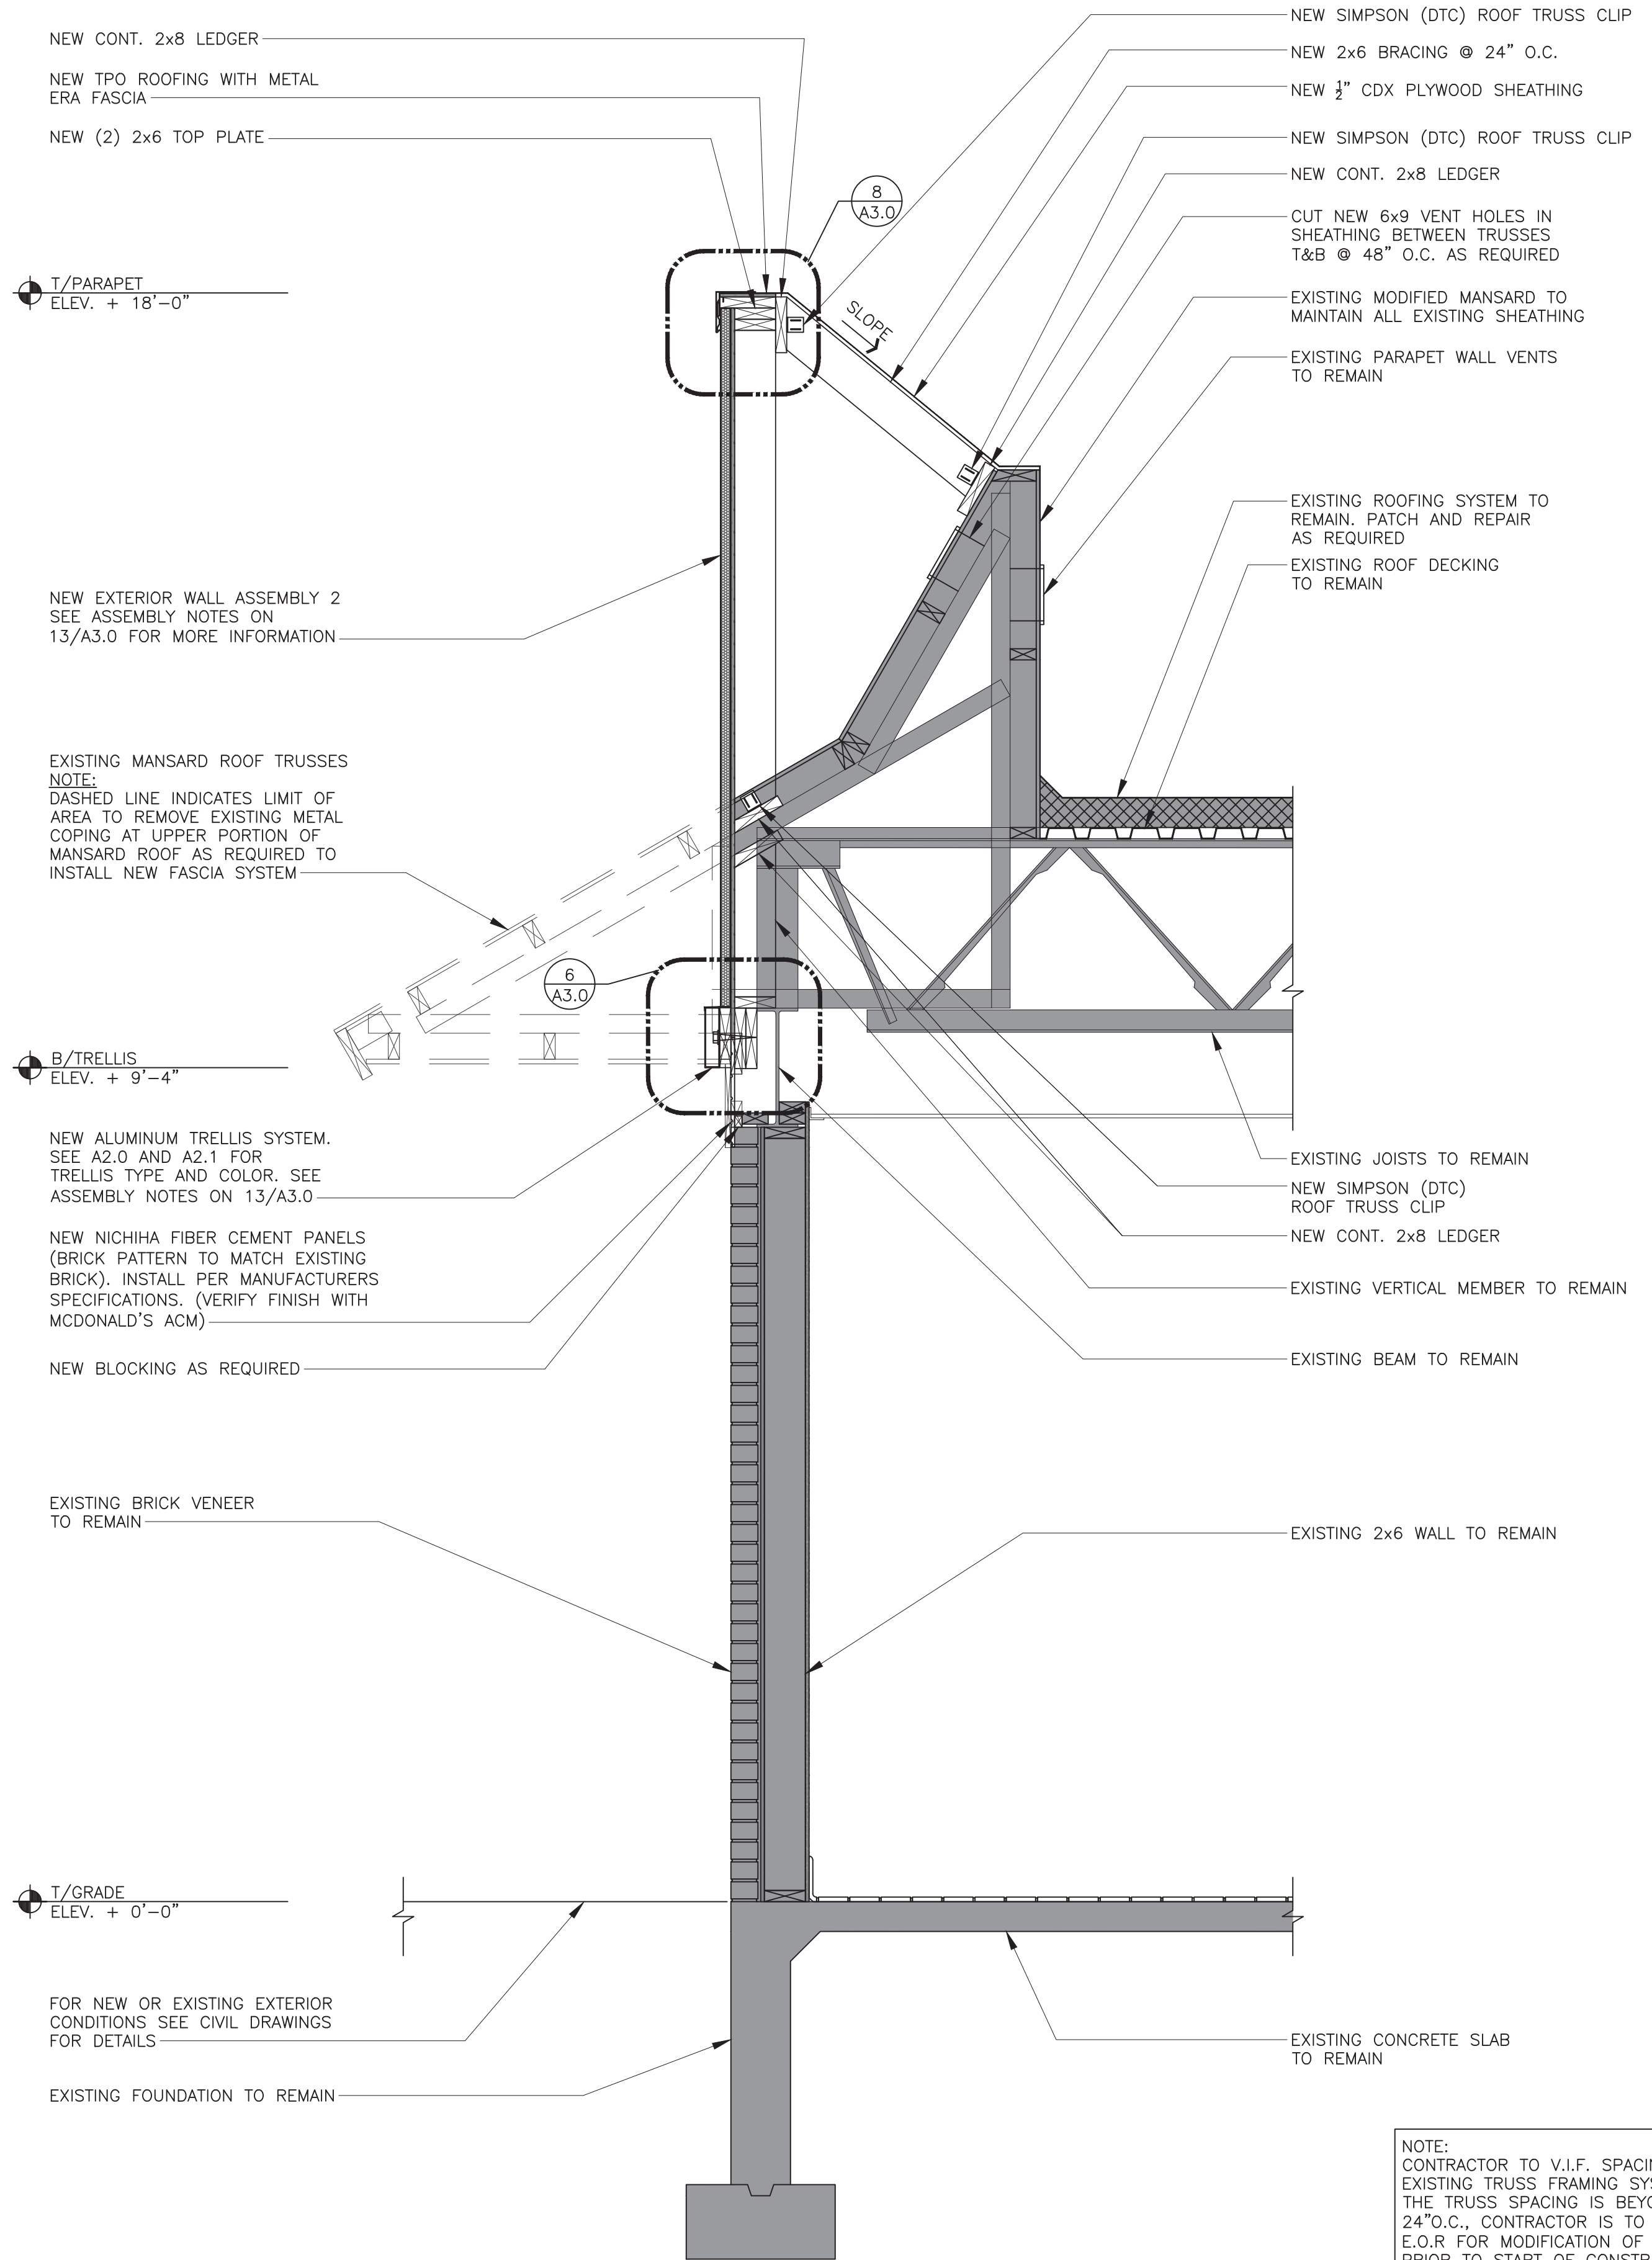 NEW CONT. 2x8 LEDGER
NEW TPO ROOFING WITH METAL
ERA FASCIA
NEW (2) 2x6 TOP PLATE
T/PARAPET
ELEV. + 18'-0"
NEW EXTERIOR WALL ASSEMBLY 2
SEE ASSEMBLY NOTES ON
13/A3.0 FOR MORE INFORMATION
EXISTING MANSARD ROOF TRUSSES
NOTE:
DASHED LINE INDICATES LIMIT OF
AREA TO REMOVE EXISTING METAL
COPING AT UPPER PORTION OF
MANSARD ROOF AS REQUIRED TO
INSTALL NEW FASCIA SYSTEM
B/TRELLIS
ELEV. + 9'-4"
NEW ALUMINUM TRELLIS SYSTEM.
SEE A2.0 AND A2.1 FOR
TRELLIS TYPE AND COLOR. SEE
ASSEMBLY NOTES ON 13/A3.0
NEW NICHIHA FIBER CEMENT PANELS
(BRICK PATTERN TO MATCH EXISTING
BRICK). INSTALL PER MANUFACTURERS
SPECIFICATIONS. (VERIFY FINISH WITH
MCDONALD'S ACM)
NEW BLOCKING AS REQUIRED
EXISTING BRICK VENEER
TO REMAIN
T/GRADE
ELEV. + 0'-0"
FOR NEW OR EXISTING EXTERIOR
CONDITIONS SEE CIVIL DRAWINGS
FOR DETAILS
EXISTING FOUNDATION TO REMAIN
8
A3.0
SLOPE
6
A3.0
NEW SIMPSON (DTC) ROOF TRUSS CLIP
NEW 2x6 BRACING @ 24" O.C.
NEW 1/2" CDX PLYWOOD SHEATHING
NEW SIMPSON (DTC) ROOF TRUSS CLIP
NEW CONT. 2x8 LEDGER
CUT NEW 6x9 VENT HOLES IN
SHEATHING BETWEEN TRUSSES
T&B @ 48" O.C. AS REQUIRED
EXISTING MODIFIED MANSARD TO
MAINTAIN ALL EXISTING SHEATHING
EXISTING PARAPET WALL VENTS
TO REMAIN
EXISTING ROOFING SYSTEM TO
REMAIN. PATCH AND REPAIR
AS REQUIRED
EXISTING ROOF DECKING
TO REMAIN
EXISTING JOISTS TO REMAIN
NEW SIMPSON (DTC)
ROOF TRUSS CLIP
NEW CONT. 2x8 LEDGER
EXISTING VERTICAL MEMBER TO REMAIN
EXISTING BEAM TO REMAIN
EXISTING 2x6 WALL TO REMAIN
EXISTING CONCRETE SLAB
TO REMAIN
NOTE:
CONTRACTOR TO V.I.F.
EXISTING TRUSS FRAMING
THE TRUSS SPACING IS
24"O.C., CONTRACTOR IS TO
E.O.R FOR MODIFICATION OF
PRIOR TO START OF